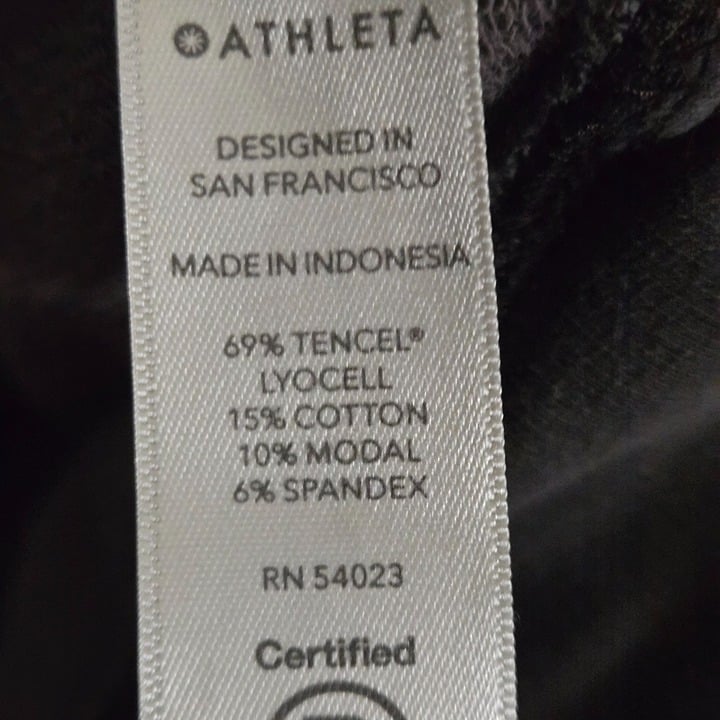 ATHLETA
DESIGNED IN
SAN FRANCISCO
MADE IN INDONESIA
69% TENCEL®
LYOCELL
15% COTTON
10% MODAL
6% SPANDEX
RN 54023
Certified